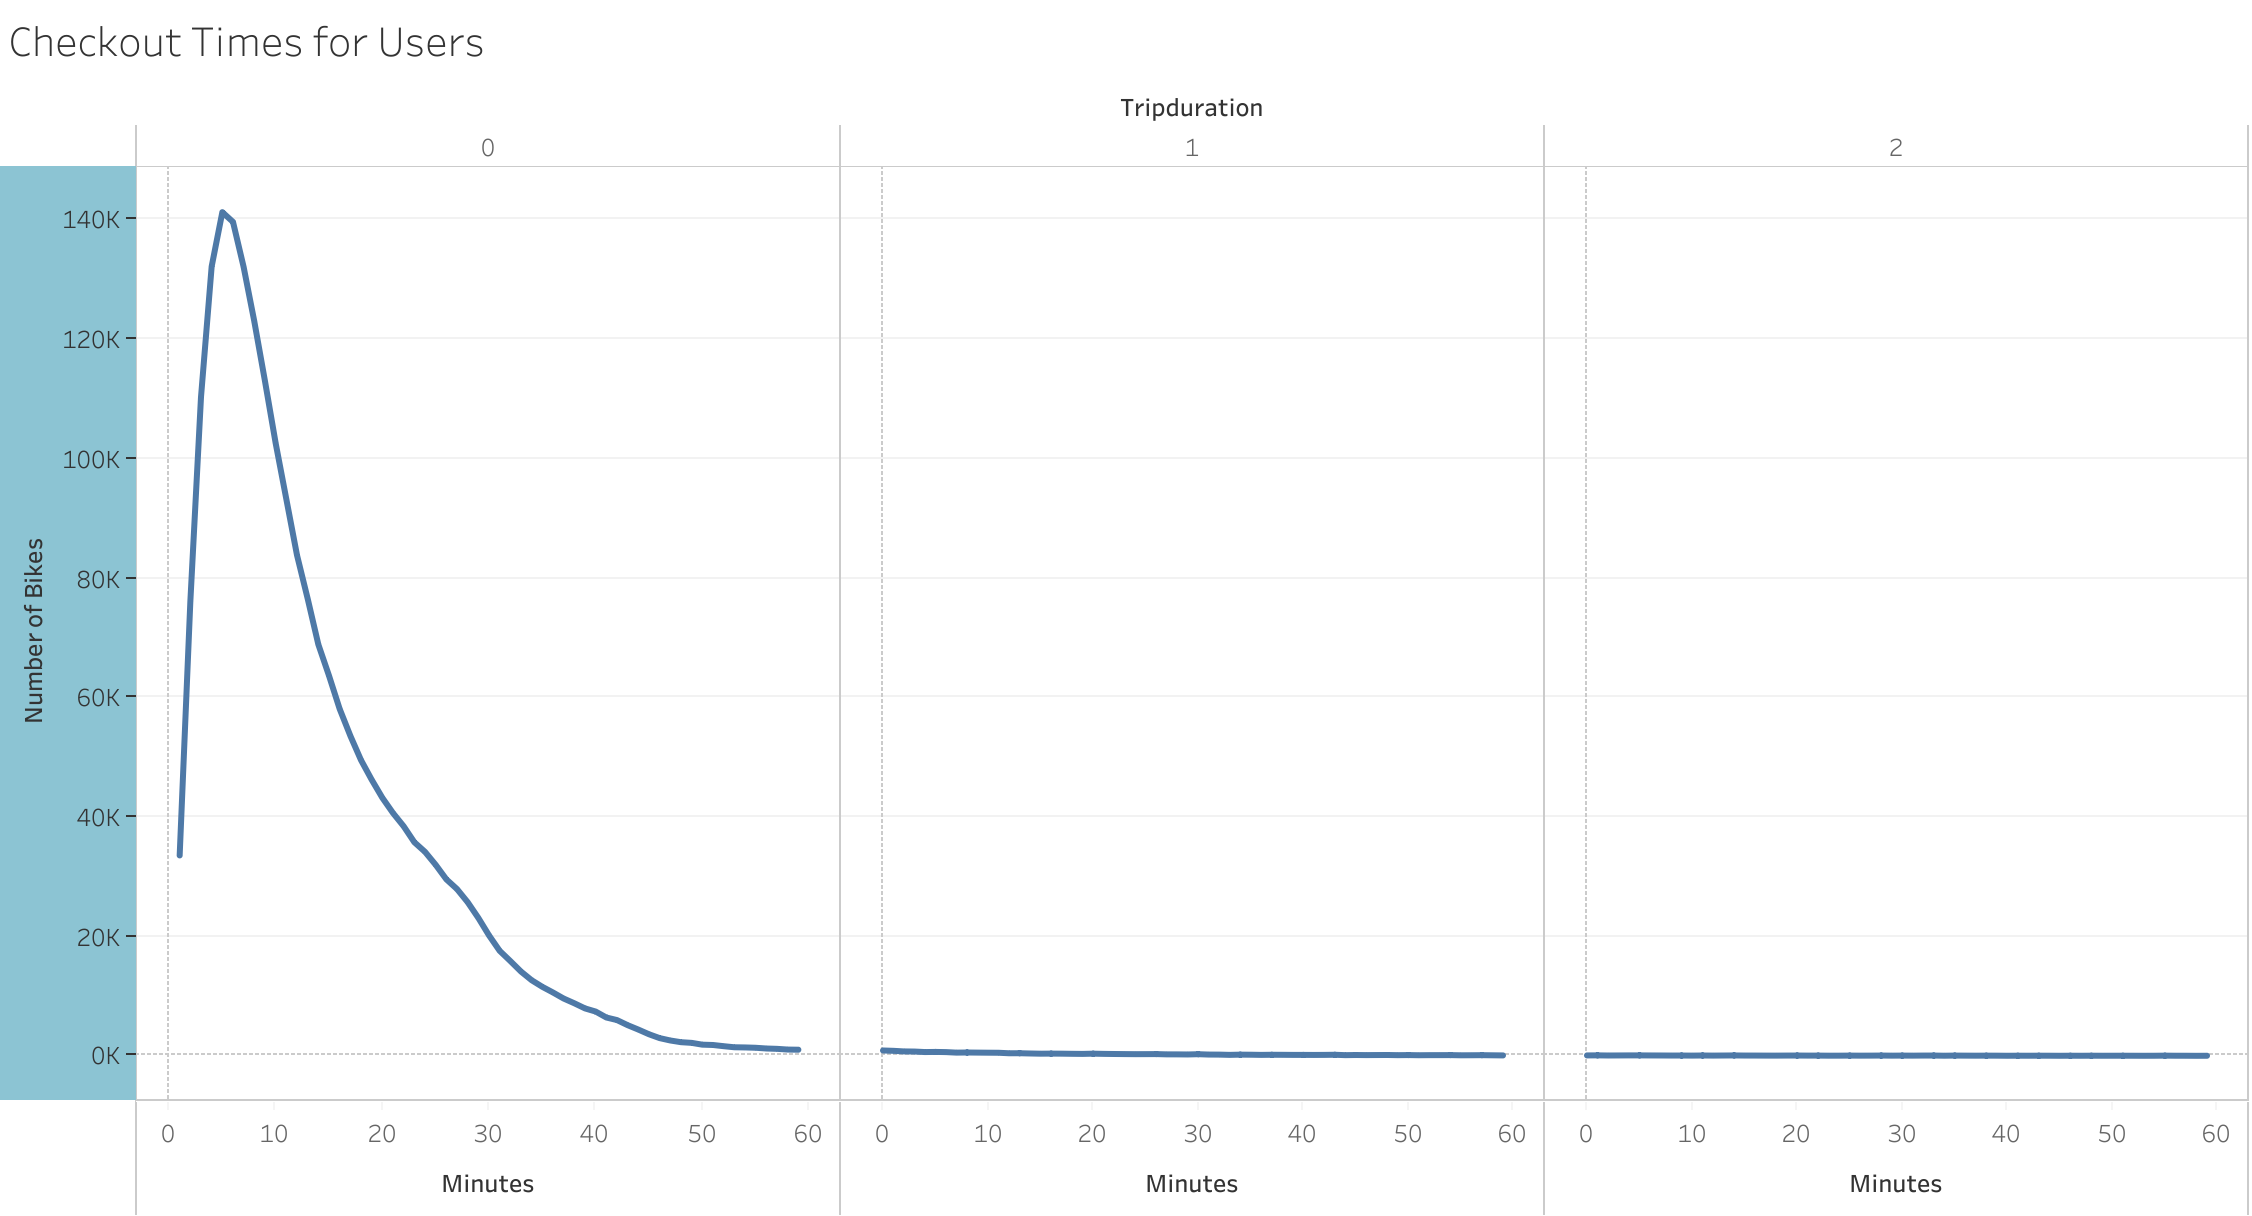 Checkout Times for Users
Tripduration
0 1 2
140K
120K
100K
80K
60K
40K
20K
0K
Number of Bikes
0 10 20 30 40 50 60 0 10 20 30 40 50 60 0 10 20 30 40 50 60
Minutes Minutes Minutes